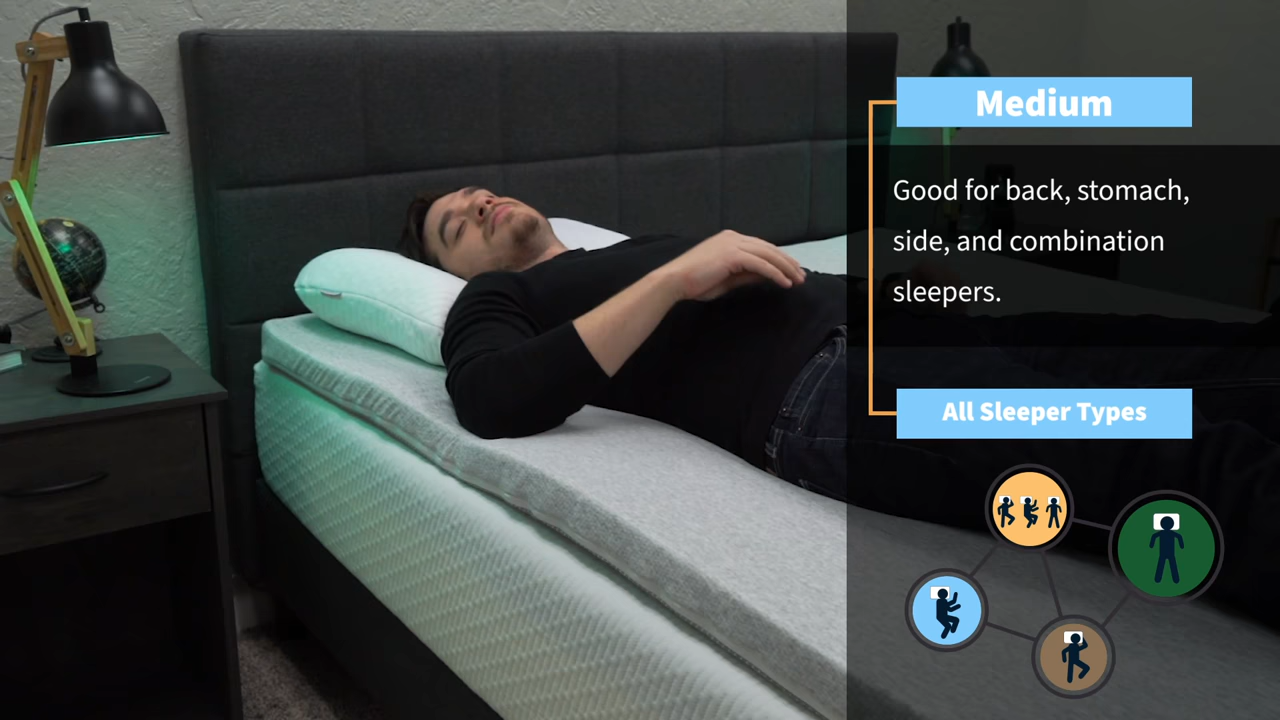 Medium
Good for back, stomach,
side, and combination
sleepers.
All Sleeper Types